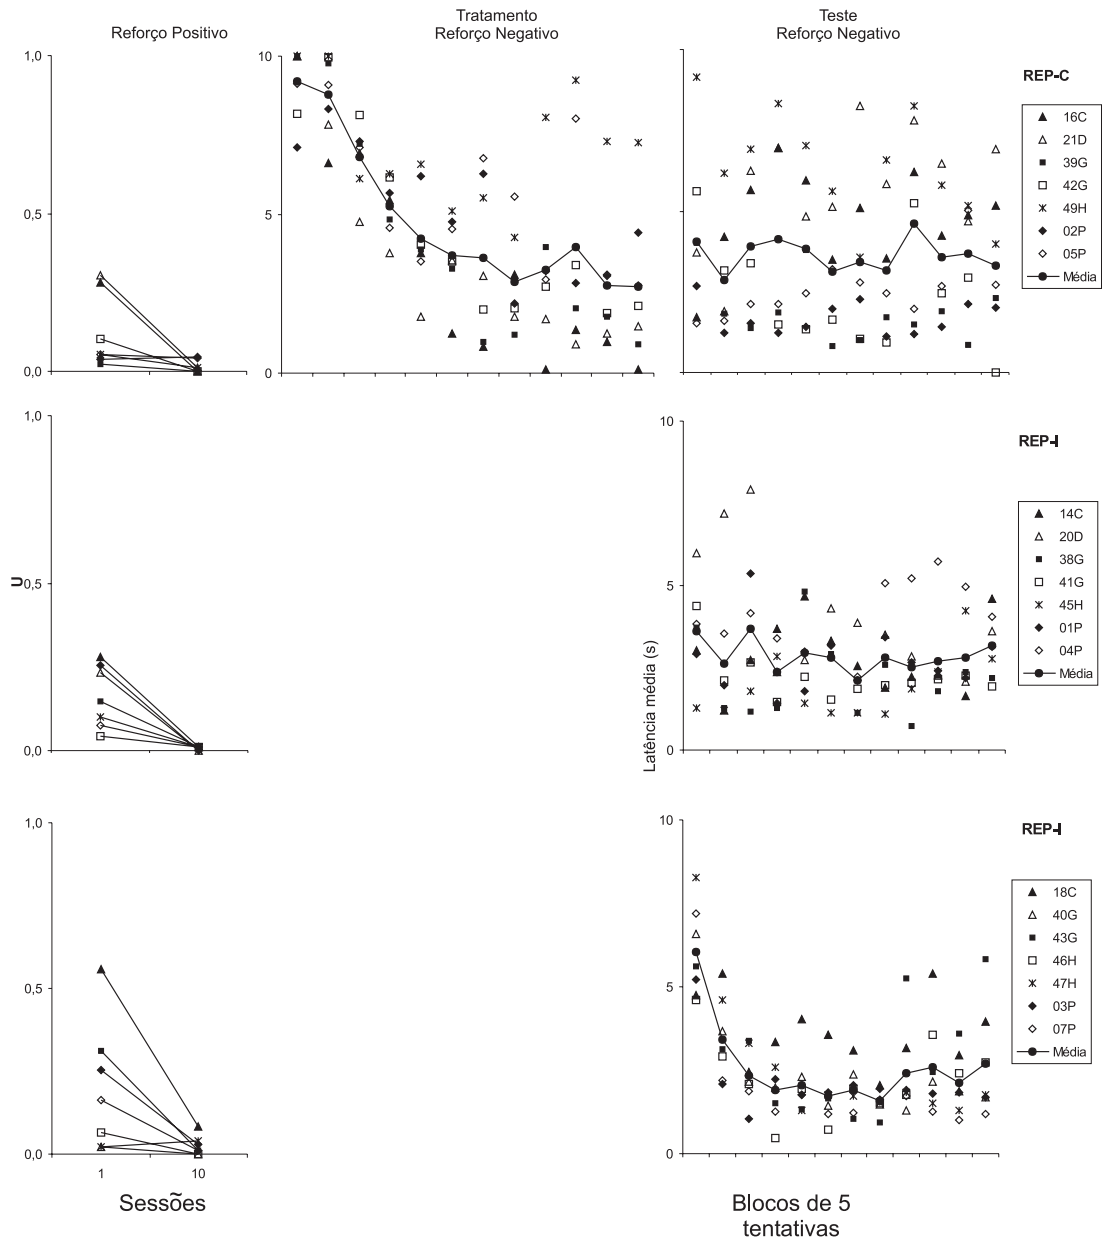 Reforço Positivo
Tratamento
Reforço Negativo
Teste
Reforço Negativo
1,0
0,5
0,0
10
5
0
REP-C
16C
21D
39G
42G
49H
02P
05P
Média
1,0
0,5
0,0
U
10
5
0
Latência média (s)
REP-I
14C
20D
38G
41G
45H
01P
04P
Média
1,0
0,5
0,0
1
10
Sessões
10
5
0
REP-I
18C
40G
43G
46H
47H
03P
07P
Média
Blocos de 5
tentativas